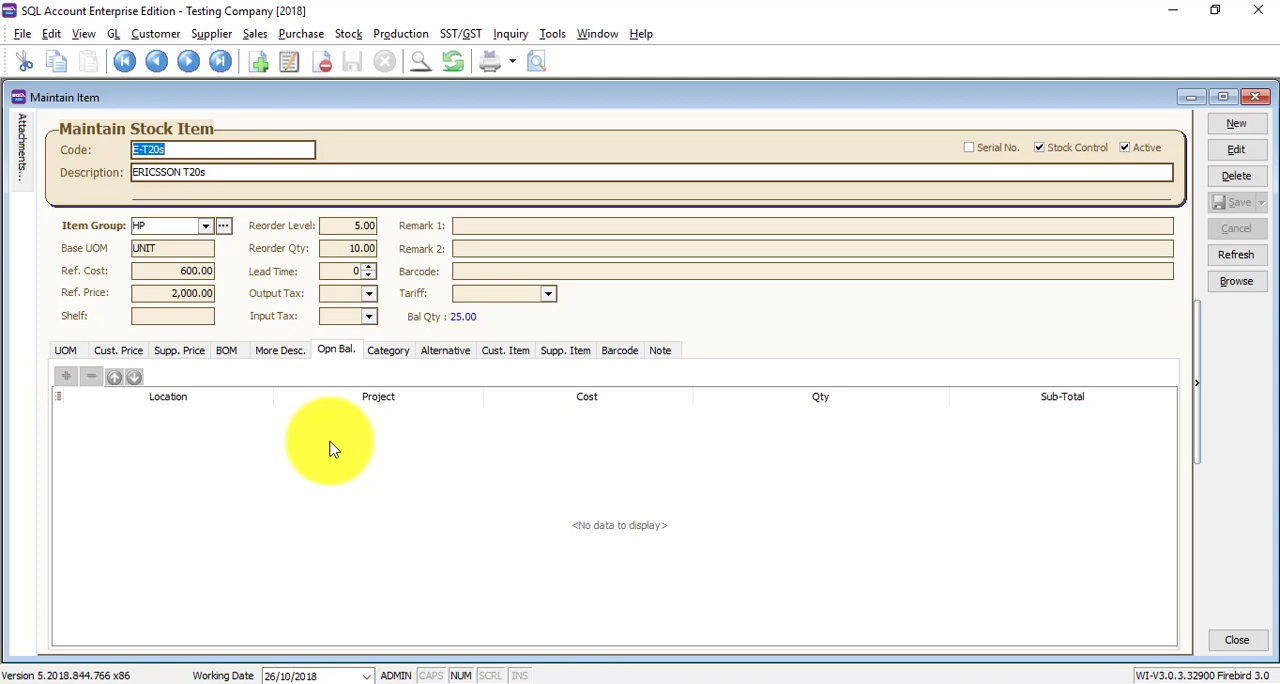 SQL Account Enterprise Edition - Testing Company [2018]
File Edit View GL Customer Supplier Sales Purchase Stock Production SST/GST Inquiry Tools Window Help
Maintain Item
Attachments...
Maintain Stock Item
Code: E-T20s
Serial No. Stock Control Active
Description: ERICSSON T20s
Item Group: HP ... Reorder Level: 5.00 Remark 1:
Base UOM UNIT Reorder Qty: 10.00 Remark 2:
Ref. Cost: 600.00 Lead Time: 0 Barcode:
Ref. Price: 2,000.00 Output Tax: Tariff:
Shelf: Input Tax: Bal Qty : 25.00
UOM Cust. Price Supp. Price BOM More Desc. Opn Bal. Category Alternative Cust. Item Supp. Item Barcode Note
Location Project Cost Qty Sub-Total
<No data to display>
New
Edit
Delete
Save
Cancel
Refresh
Browse
Close
Version 5.2018.844.766 x86 Working Date 26/10/2018 ADMIN CAPS NUM SCRL INS WI-V3.0.3.32900 Firebird 3.0